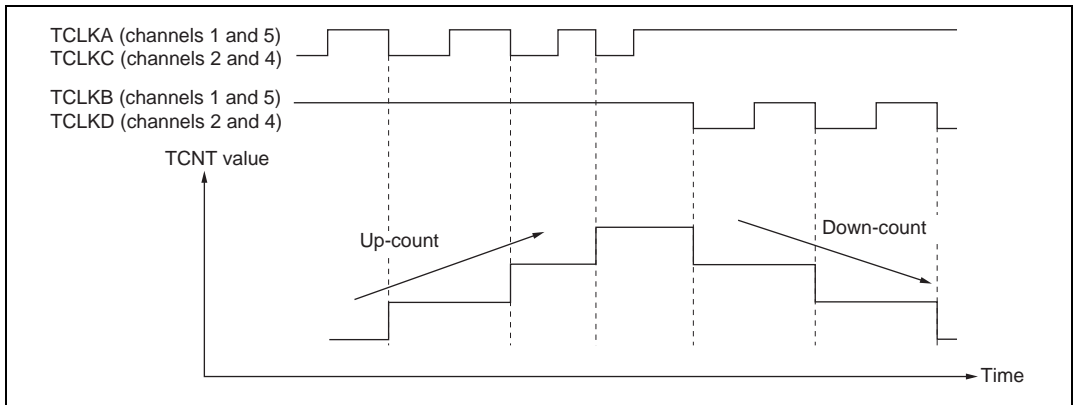 TCLKA (channels 1 and 5)
TCLKC (channels 2 and 4)
TCLKB (channels 1 and 5)
TCLKD (channels 2 and 4)
TCNT value
Up-count
Down-count
Time